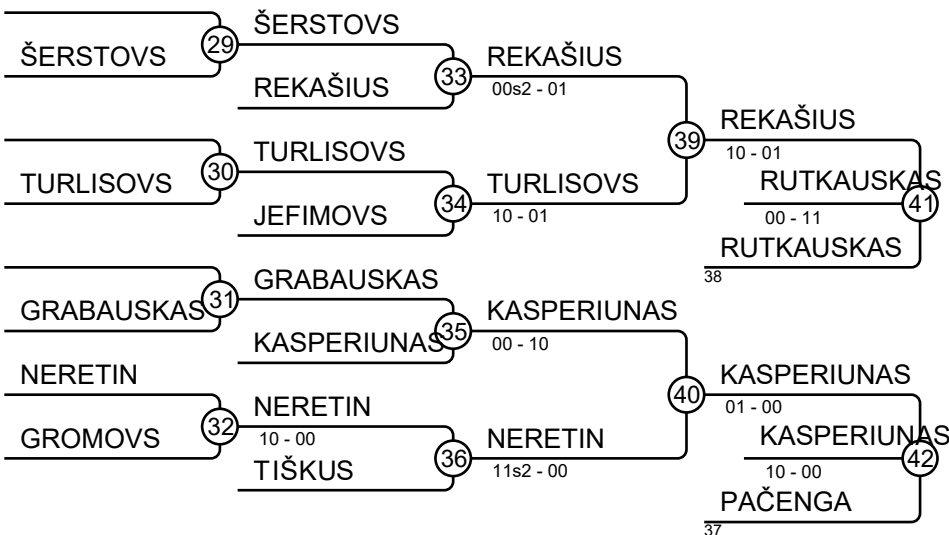 ŠERSTOVS
29
ŠERSTOVS
REKAŠIUS
33
REKAŠIUS
00s2 - 01
TURLISOVS
30
TURLISOVS
JEFIMOVS
34
TURLISOVS
10 - 01
39
REKAŠIUS
10 - 01
RUTKAUSKAS
00 - 11
41
RUTKAUSKAS
38
GRABAUSKAS
31
GRABAUSKAS
KASPERIUNAS
35
KASPERIUNAS
00 - 10
NERETIN
GROMOVS
32
NERETIN
10 - 00
TIŠKUS
36
NERETIN
11s2 - 00
40
KASPERIUNAS
01 - 00
KASPERIUNAS
10 - 00
42
PAČENGA
37